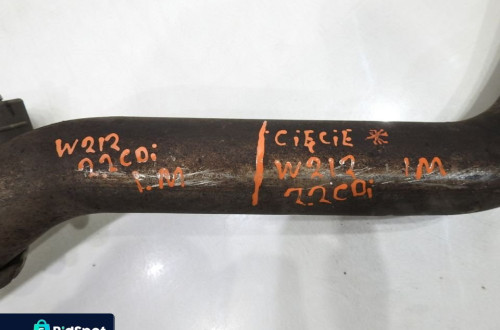 W212
2.2CDi
1.M
CIĘCIE *
W212 1M
2.2CDi
BidSpot